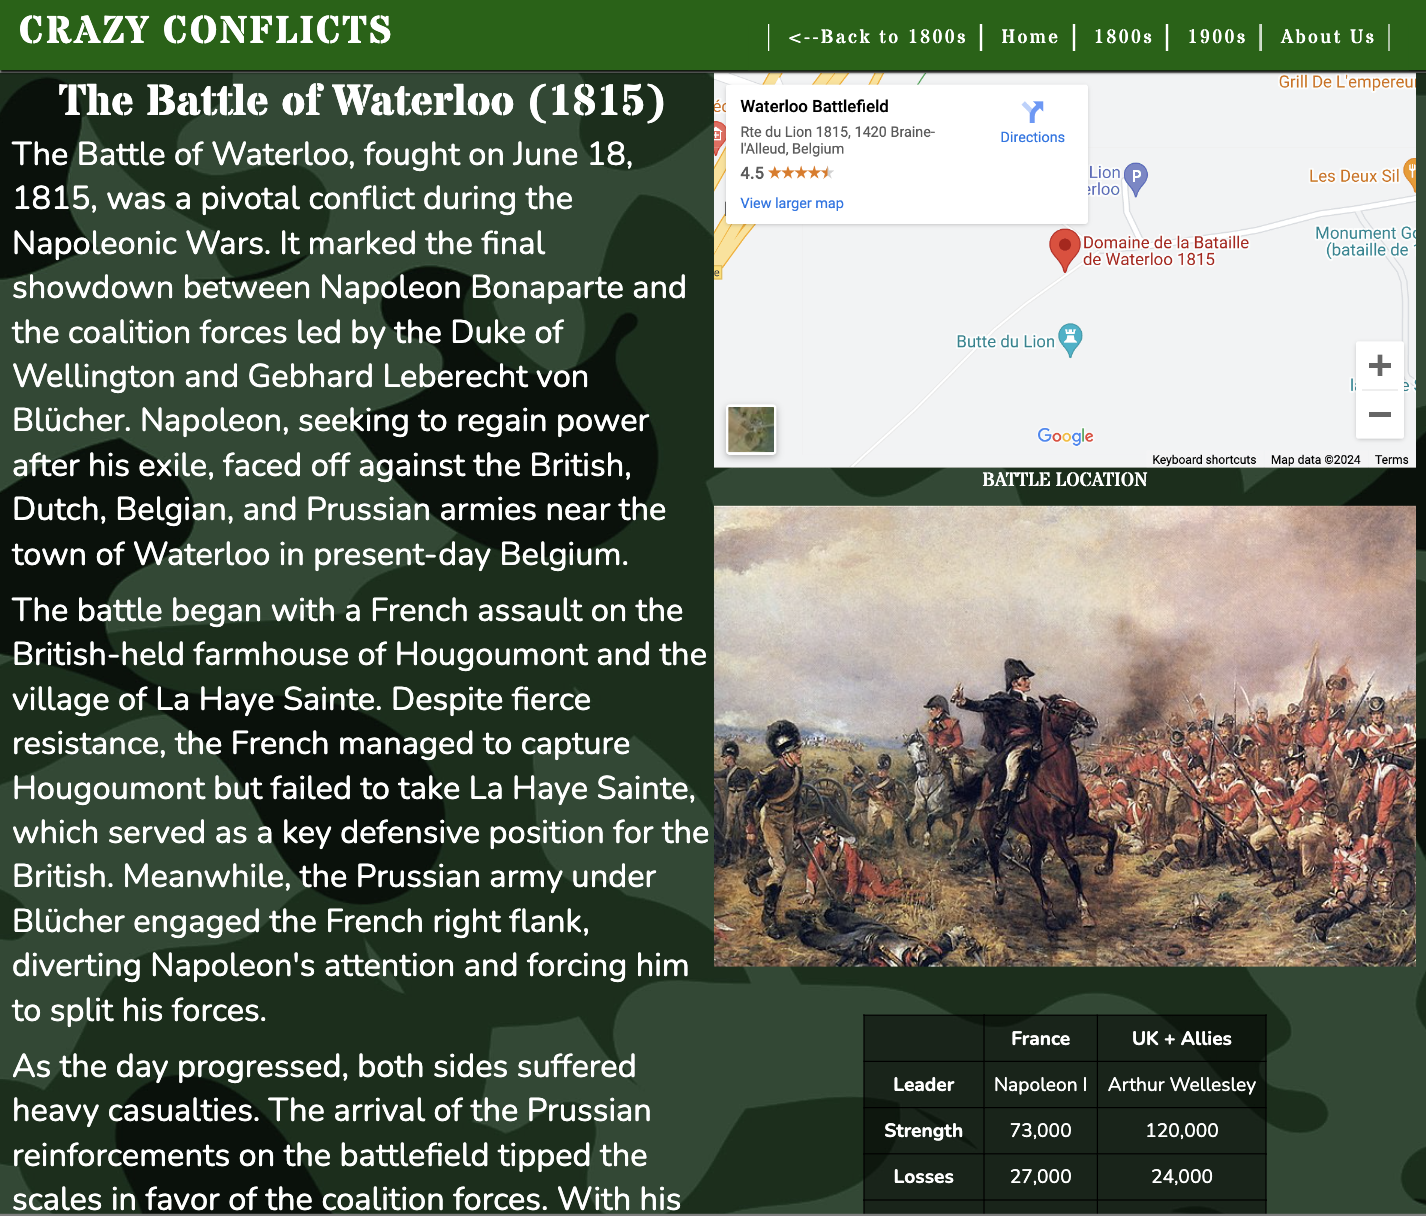 CRAZY CONFLICTS
<--Back to 1800s
Home
1800s
1900s
About Us
The Battle of Waterloo (1815)
The Battle of Waterloo, fought on June 18,
1815, was a pivotal conflict during the
Napoleonic Wars. It marked the final
showdown between Napoleon Bonaparte and
the coalition forces led by the Duke of
Wellington and Gebhard Leberecht von
Blücher. Napoleon, seeking to regain power
after his exile, faced off against the British,
Dutch, Belgian, and Prussian armies near the
town of Waterloo in present-day Belgium.
The battle began with a French assault on the
British-held farmhouse of Hougoumont and the
village of La Haye Sainte. Despite fierce
resistance, the French managed to capture
Hougoumont but failed to take La Haye Sainte,
which served as a key defensive position for the
British. Meanwhile, the Prussian army under
Blücher engaged the French right flank,
diverting Napoleon's attention and forcing him
to split his forces.
As the day progressed, both sides suffered
heavy casualties. The arrival of the Prussian
reinforcements on the battlefield tipped the
scales in favor of the coalition forces. With his
Waterloo Battlefield
Rte du Lion 1815, 1420 Braine-
l'Alleud, Belgium
4.5
View larger map
Directions
Grill De L'empereu
Lion
erloo
P
Les Deux Sil
Monument Go
(bataille de
Domaine de la Bataille
de Waterloo 1815
Butte du Lion
Google
Keyboard shortcuts Map data ©2024 Terms
BATTLE LOCATION
France UK + Allies
Leader Napoleon I Arthur Wellesley
Strength 73,000 120,000
Losses 27,000 24,000